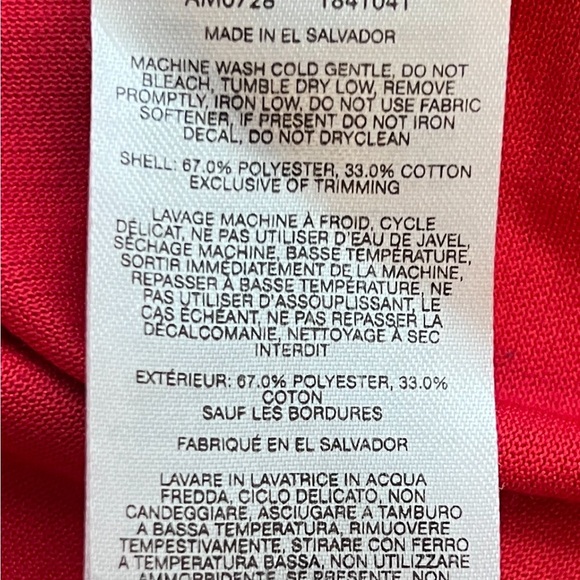 AM0728 1841041
MADE IN EL SALVADOR
MACHINE WASH COLD GENTLE, DO NOT
BLEACH, TUMBLE DRY LOW, REMOVE
PROMPTLY, IRON LOW, DO NOT USE FABRIC
SOFTENER, IF PRESENT DO NOT IRON
DECAL, DO NOT DRYCLEAN
SHELL: 67.0% POLYESTER, 33.0% COTTON
EXCLUSIVE OF TRIMMING
LAVAGE MACHINE À FROID, CYCLE
DÉLICAT, NE PAS UTILISER D'EAU DE JAVEL,
SÉCHAGE MACHINE, BASSE TEMPÉRATURE,
SORTIR IMMÉDIATEMENT DE LA MACHINE,
REPASSER À BASSE TEMPÉRATURE, NE
PAS UTILISER D'ASSOUPLISSANT, LE
CAS ÉCHÉANT, NE PAS REPASSER LA
DÉCALCOMANIE, NETTOYAGE À SEC
INTERDIT
EXTÉRIEUR: 67.0% POLYESTER, 33.0%
COTON
SAUF LES BORDURES
FABRIQUÉ EN EL SALVADOR
LAVARE IN LAVATRICE IN ACQUA
FREDDA, CICLO DELICATO, NON
CANDEGGIARE, ASCIUGARE A TAMBURO
A BASSA TEMPERATURA, RIMUOVERE
TEMPESTIVAMENTE, STIRARE CON FERRO
A TEMPERATURA BASSA, NON UTILIZZARE
AMMORBIDENTE, SE PRESENTE, NON